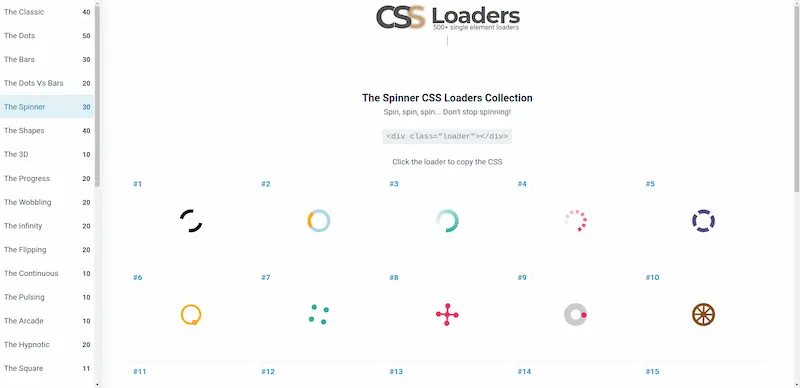 The Classic 40
The Dots 50
The Bars 30
The Dots Vs Bars 20
The Spinner 30
The Shapes 40
The 3D 10
The Progress 20
The Wobbling 20
The Infinity 20
The Flipping 20
The Continuous 10
The Pulsing 10
The Arcade 10
The Hypnotic 20
The Square 11
CSS Loaders
500+ single element loaders
The Spinner CSS Loaders Collection
Spin, spin, spin... Don't stop spinning!
<div class="loader"></div>
Click the loader to copy the CSS
#1 #2 #3 #4 #5
#6 #7 #8 #9 #10
#11 #12 #13 #14 #15